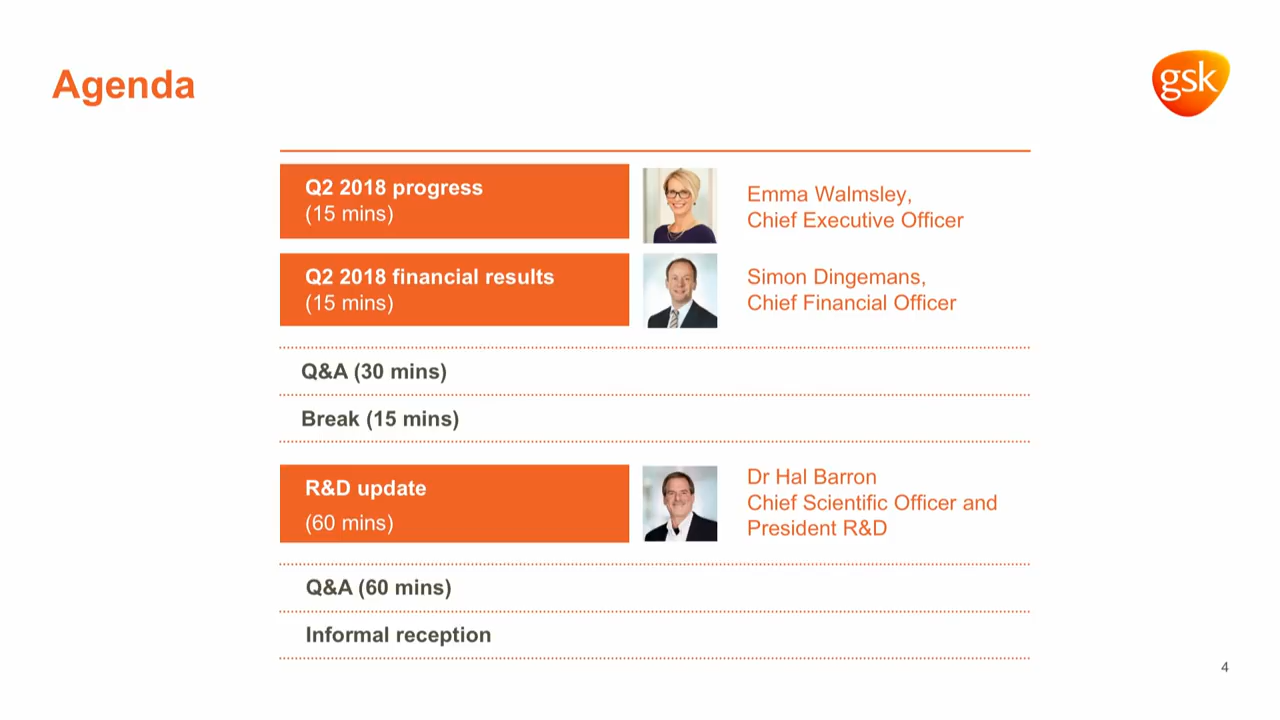 Agenda
gsk
Q2 2018 progress
(15 mins)
Emma Walmsley,
Chief Executive Officer
Q2 2018 financial results
(15 mins)
Simon Dingemans,
Chief Financial Officer
Q&A (30 mins)
Break (15 mins)
R&D update
(60 mins)
Dr Hal Barron
Chief Scientific Officer and
President R&D
Q&A (60 mins)
Informal reception
4